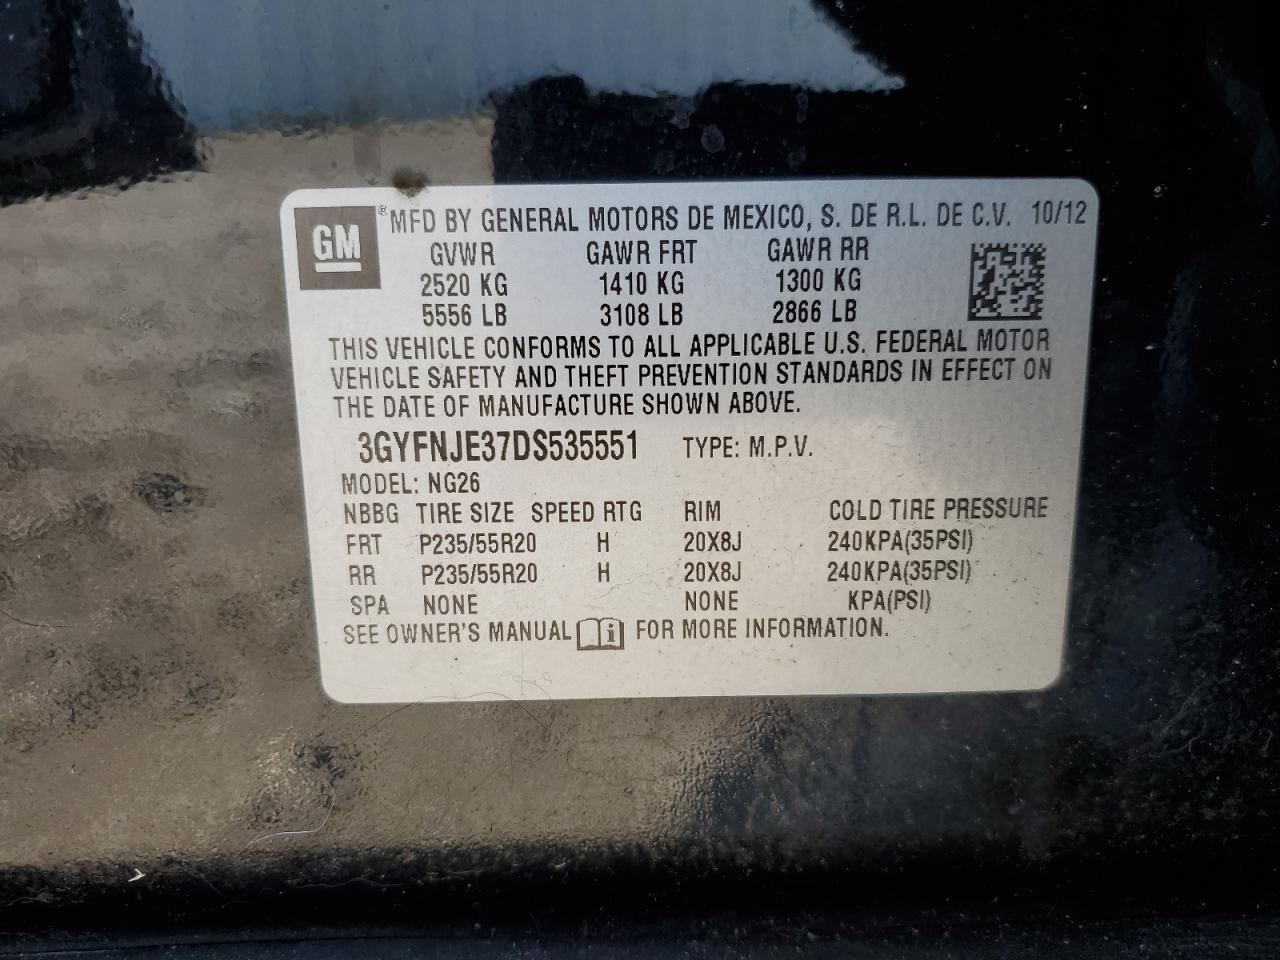 GM ® MFD BY GENERAL MOTORS DE MEXICO, S. DE R.L. DE C.V. 10/12
GVWR GAWR FRT GAWR RR
2520 KG 1410 KG 1300 KG
5556 LB 3108 LB 2866 LB
THIS VEHICLE CONFORMS TO ALL APPLICABLE U.S. FEDERAL MOTOR
VEHICLE SAFETY AND THEFT PREVENTION STANDARDS IN EFFECT ON
THE DATE OF MANUFACTURE SHOWN ABOVE.
3GYFNJE37DS535551 TYPE: M.P.V.
MODEL: NG26
NBBG TIRE SIZE SPEED RTG RIM COLD TIRE PRESSURE
FRT P235/55R20 H 20X8J 240KPA(35PSI)
RR P235/55R20 H 20X8J 240KPA(35PSI)
SPA NONE NONE KPA(PSI)
SEE OWNER'S MANUAL i FOR MORE INFORMATION.